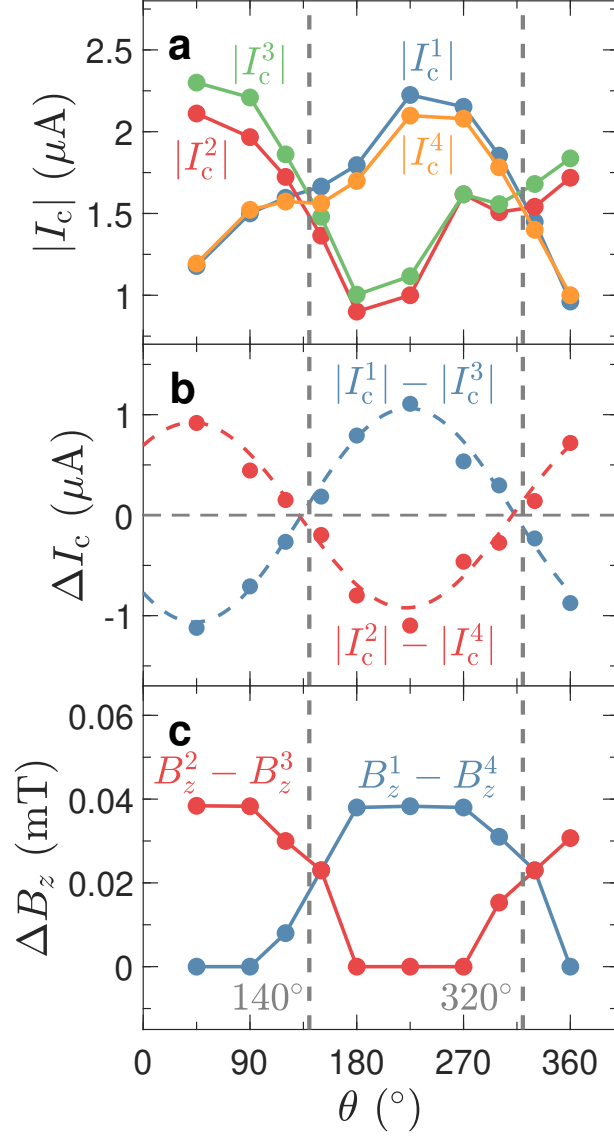 a
|I_c^3|
|I_c^1|
|I_c^2|
|I_c^4|
2.5
2
1.5
1
|I_c| (μA)
b
|I_c^1| − |I_c^3|
1
0
-1
ΔI_c (μA)
|I_c^2| − |I_c^4|
c
0.06
0.04
0.02
0
ΔB_z (mT)
B_z^2 − B_z^3
B_z^1 − B_z^4
140°
320°
0 90 180 270 360
θ (°)